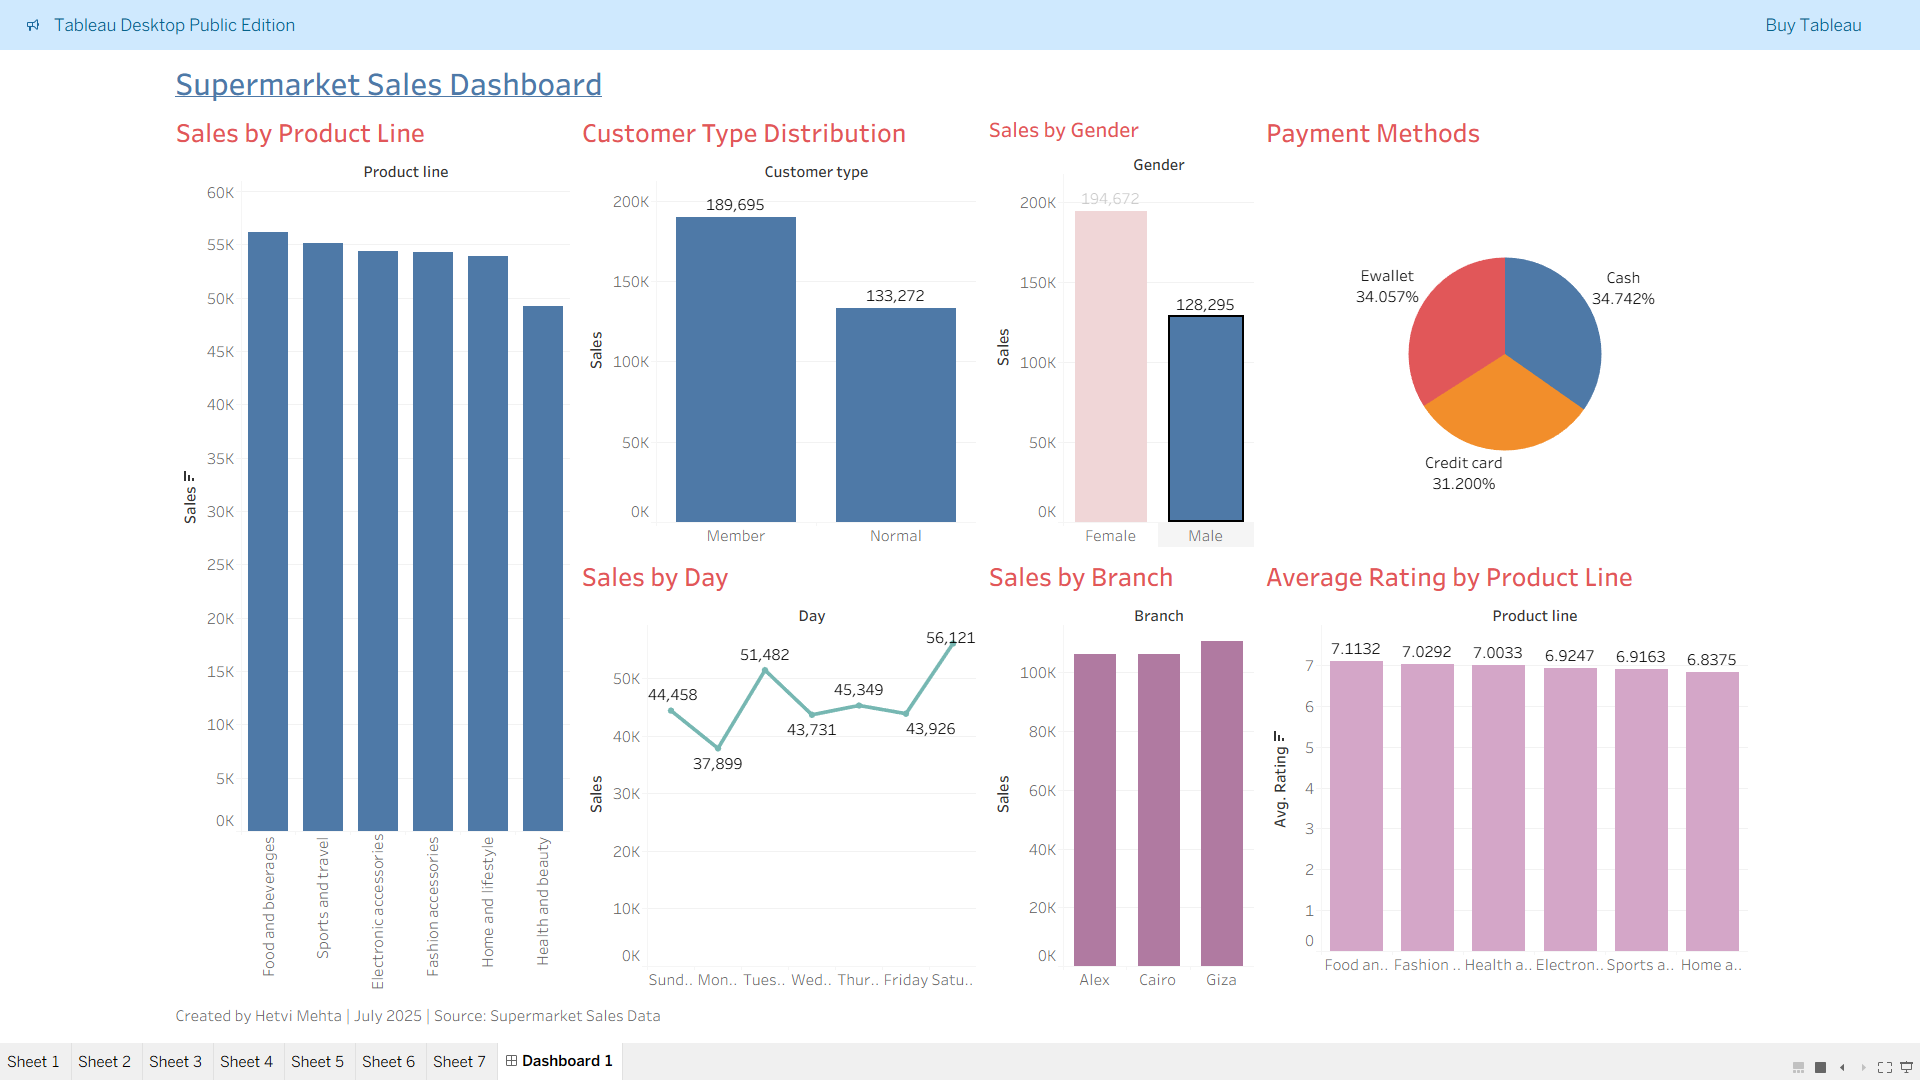 Tableau Desktop Public Edition
Buy Tableau
Supermarket Sales Dashboard
Sales by Product Line
Product line
60K
55K
50K
45K
40K
35K
30K
25K
20K
15K
10K
5K
0K
Sales
Food and beverages
Sports and travel
Electronic accessories
Fashion accessories
Home and lifestyle
Health and beauty
Customer Type Distribution
Customer type
200K
150K
100K
50K
0K
Sales
189,695
133,272
Member
Normal
Sales by Gender
Gender
200K
150K
100K
50K
0K
Sales
194,672
128,295
Female
Male
Payment Methods
Ewallet
34.057%
Cash
34.742%
Credit card
31.200%
Sales by Day
Day
50K
40K
30K
20K
10K
0K
Sales
44,458
37,899
51,482
43,731
45,349
43,926
56,121
Sund.. Mon.. Tues.. Wed.. Thur.. Friday Satu..
Sales by Branch
Branch
100K
80K
60K
40K
20K
0K
Sales
Alex
Cairo
Giza
Average Rating by Product Line
Product line
7
6
5
4
3
2
1
0
Avg. Rating
7.1132 7.0292 7.0033 6.9247 6.9163 6.8375
Food an.. Fashion .. Health a.. Electron.. Sports a.. Home a..
Created by Hetvi Mehta | July 2025 | Source: Supermarket Sales Data
Sheet 1 Sheet 2 Sheet 3 Sheet 4 Sheet 5 Sheet 6 Sheet 7 Dashboard 1